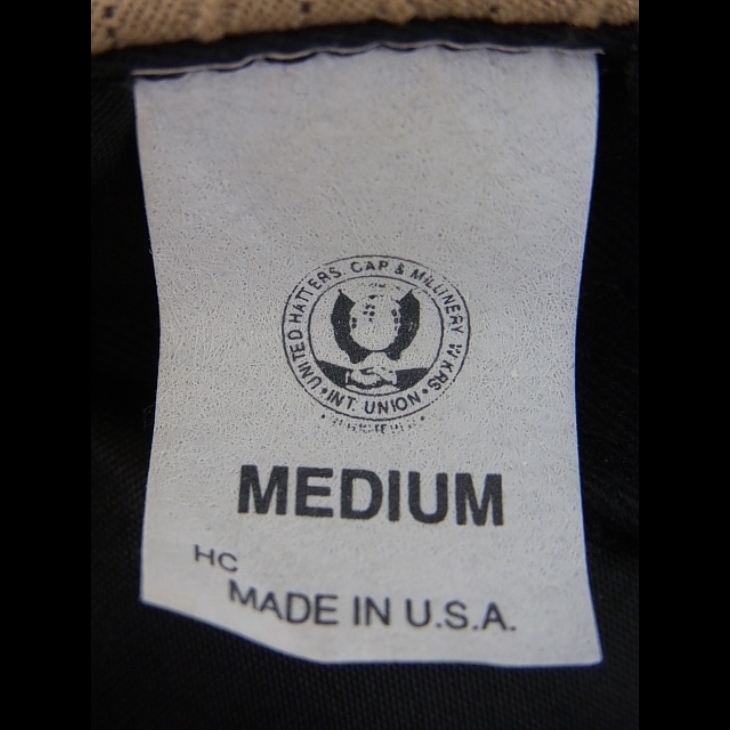 UNITED HATTERS, CAP & MILLINERY WKRS
• INT. UNION •
MEDIUM
HC
MADE IN U.S.A.